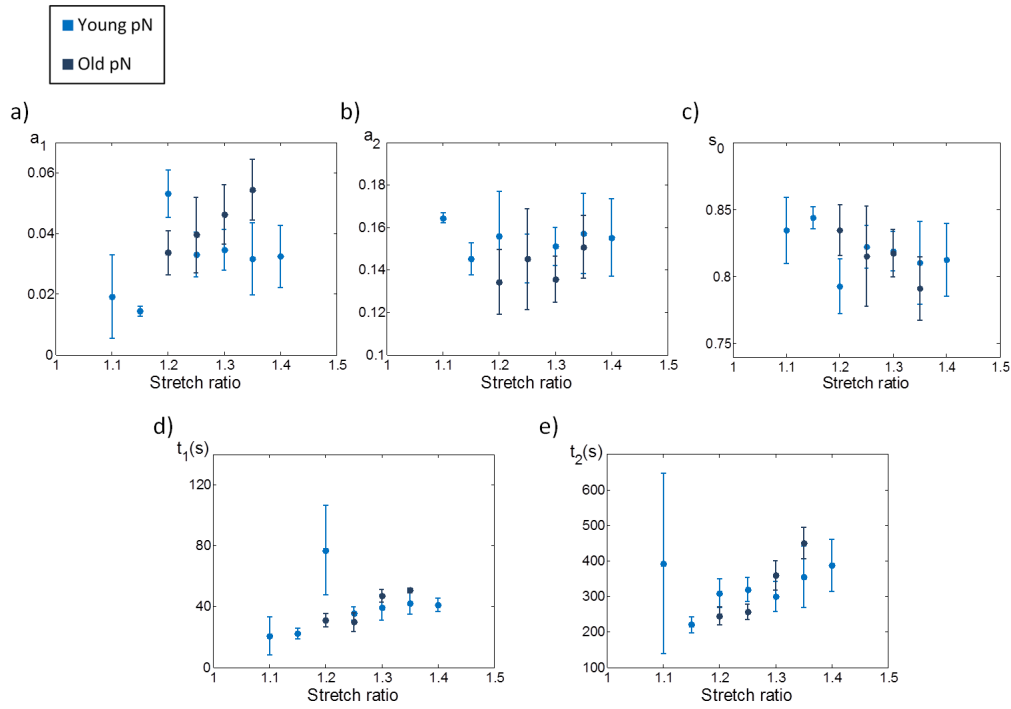 Young pN
Old pN
a)
b)
c)
a1
a2
s0
0.06
0.04
0.02
0
1 1.1 1.2 1.3 1.4 1.5
Stretch ratio
0.18
0.16
0.14
0.12
0.1
1 1.1 1.2 1.3 1.4 1.5
Stretch ratio
0.85
0.8
0.75
1 1.1 1.2 1.3 1.4 1.5
Stretch ratio
d)
e)
t1(s)
t2(s)
120
80
40
0
1 1.1 1.2 1.3 1.4 1.5
Stretch ratio
600
500
400
300
200
100
1 1.1 1.2 1.3 1.4 1.5
Stretch ratio